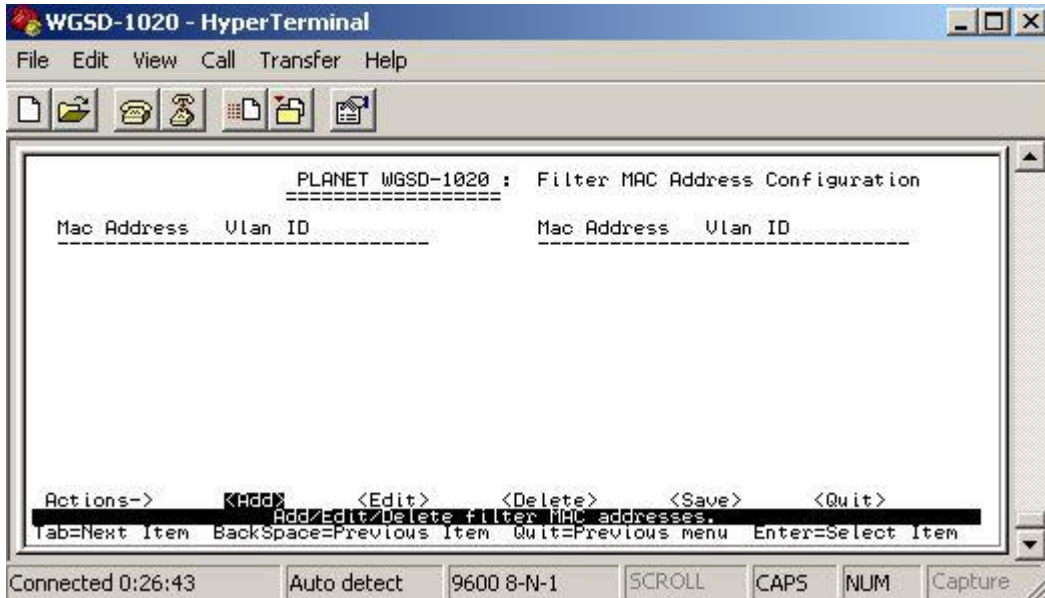 WGSD-1020 - HyperTerminal
File Edit View Call Transfer Help
PLANET WGSD-1020 : Filter MAC Address Configuration
==================
Mac Address Vlan ID Mac Address Vlan ID
------------------------------- -------------------------------
Actions-> <Add> <Edit> <Delete> <Save> <Quit>
Add/Edit/Delete filter MAC addresses.
Tab=Next Item BackSpace=Previous Item Quit=Previous menu Enter=Select Item
Connected 0:26:43 Auto detect 9600 8-N-1 SCROLL CAPS NUM Capture